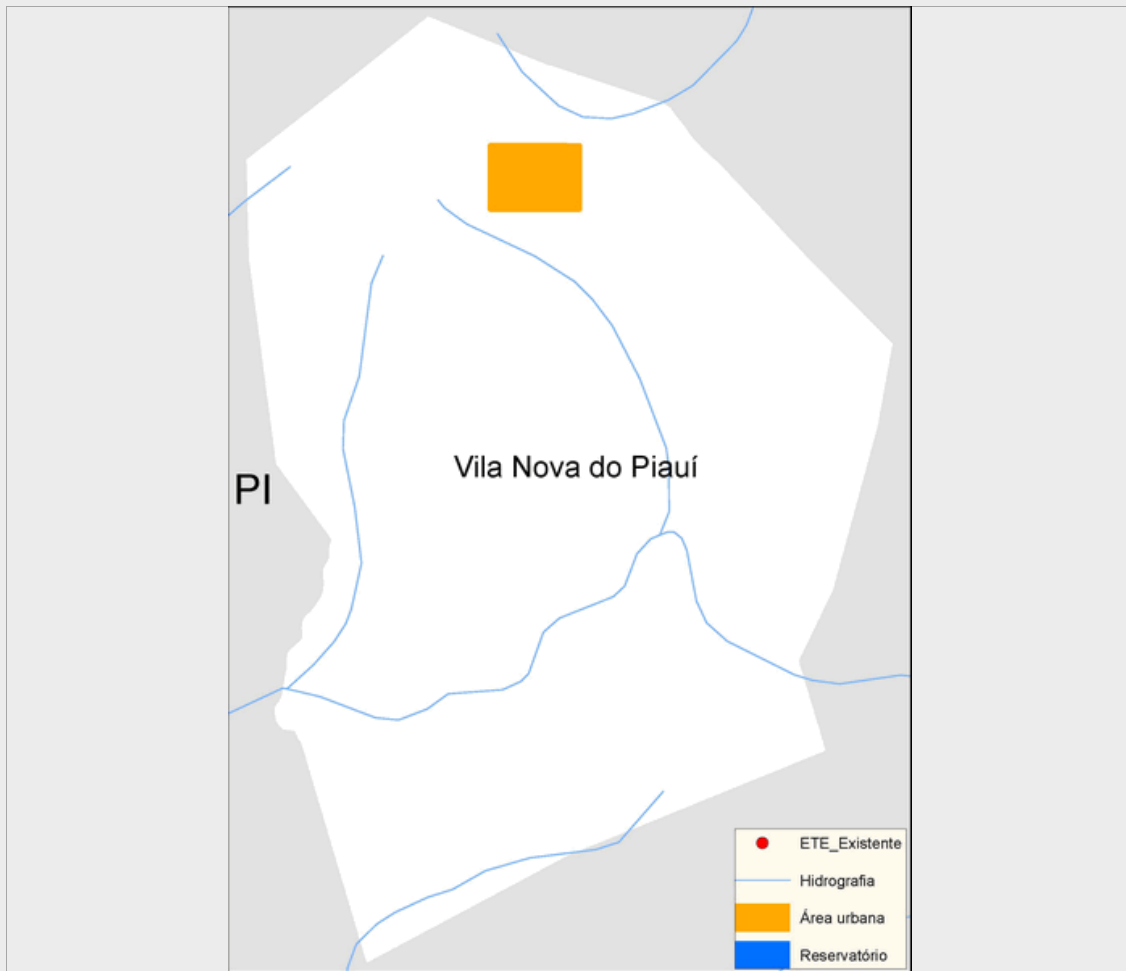 Vila Nova do Piauí
PI
ETE_Existente
Hidrografia
Área urbana
Reservatório